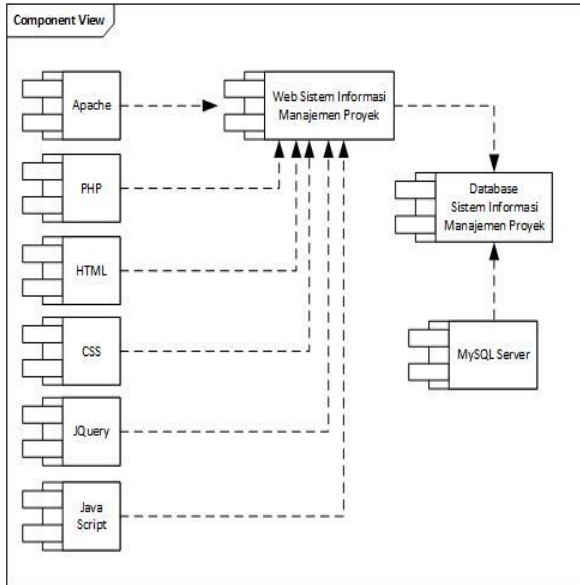 Component View
Apache
Web Sistem Informasi
Manajemen Proyek
PHP
Database
Sistem Informasi
Manajemen Proyek
HTML
CSS
MySQL Server
JQuery
Java
Script